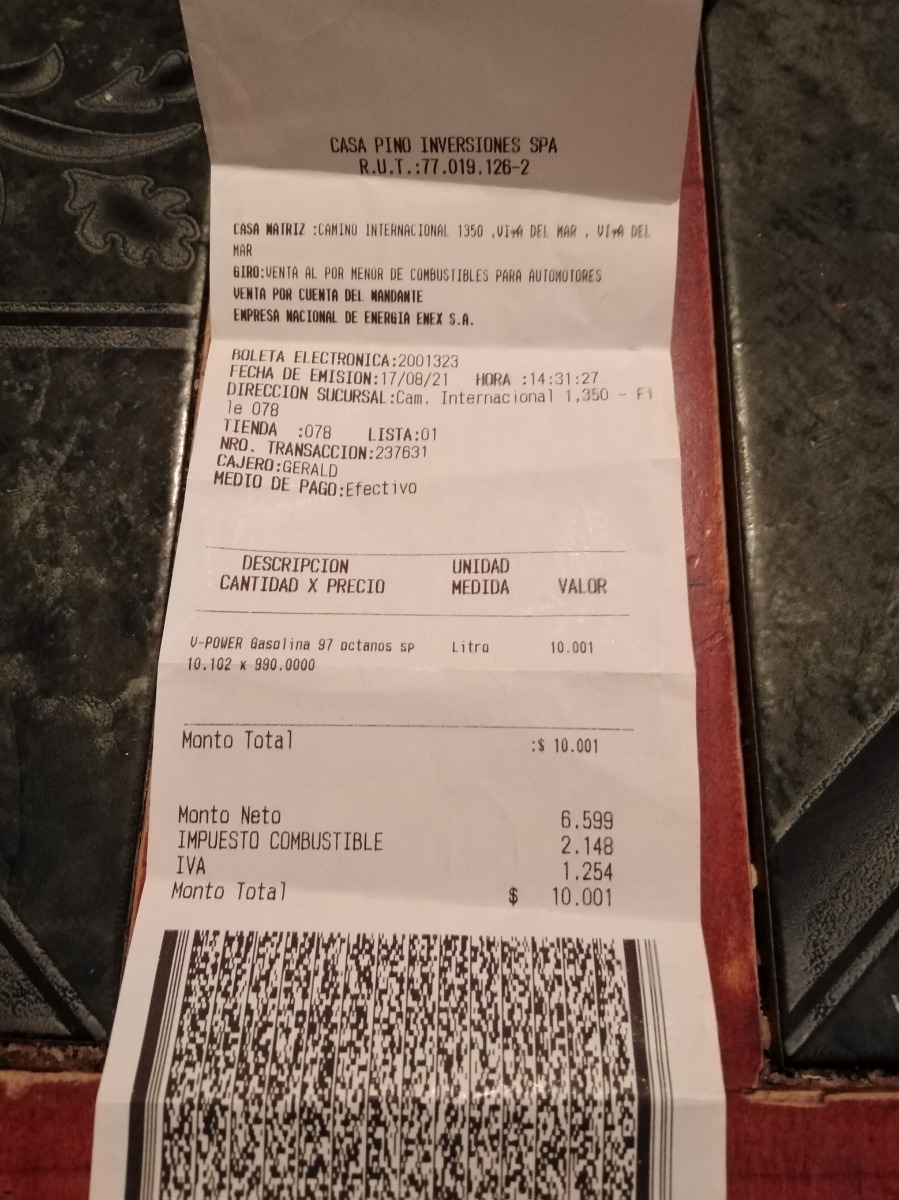 CASA PINO INVERSIONES SPA
R.U.T.:77.019.126-2
CASA MATRIZ :CAMINO INTERNACIONAL 1350 ,VI¤A DEL MAR , VI¤A DEL
MAR
GIRO:VENTA AL POR MENOR DE COMBUSTIBLES PARA AUTOMOTORES
VENTA POR CUENTA DEL MANDANTE
EMPRESA NACIONAL DE ENERGIA ENEX S.A.
BOLETA ELECTRONICA:2001323
FECHA DE EMISION:17/08/21 HORA :14:31:27
DIRECCION SUCURSAL:Cam. Internacional 1,350 - Fi
le 078
TIENDA :078 LISTA:01
NRO. TRANSACCION:237631
CAJERO:GERALD
MEDIO DE PAGO:Efectivo
DESCRIPCION UNIDAD
CANTIDAD X PRECIO MEDIDA VALOR
V-POWER Gasolina 97 octanos sp Litro 10.001
10.102 x 990.0000
Monto Total :$ 10.001
Monto Neto 6.599
IMPUESTO COMBUSTIBLE 2.148
IVA 1.254
Monto Total $ 10.001